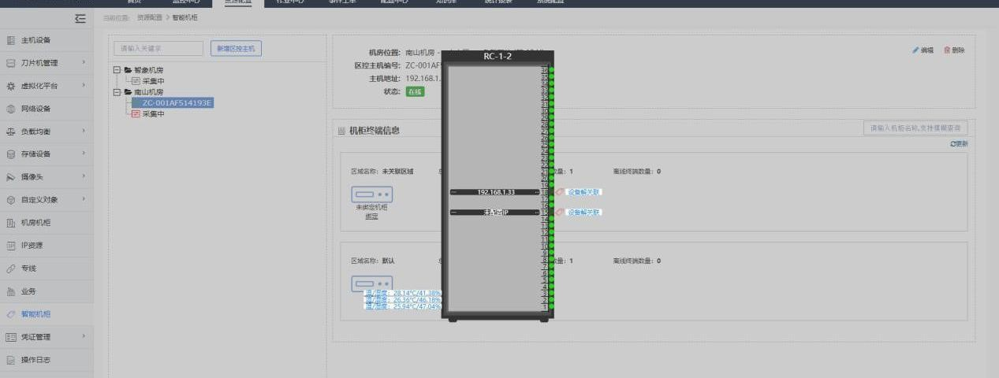 首页 监控中心 资源配置 作业中心 事件工单 配置中心 知识库 统计报表 系统配置
当前位置: 资源配置 > 智能机柜
主机设备
刀片机管理
虚拟化平台
网络设备
负载均衡
存储设备
摄像头
自定义对象
机房机柜
IP资源
专线
业务
智能机柜
凭证管理
操作日志
请输入关键字
新增区控主机
智象机房
采集中
南山机房
ZC-001AF514193E
采集中
机房位置: 南山机房 -
区控主机编号: ZC-001AF5
主机地址: 192.168.1.
状态: 在线
编辑 删除
机柜终端信息
请输入机柜名称,支持模糊查询
更新
区域名称: 未关联区域
数量: 1
离线终端数量: 0
未绑定机柜
绑定
区域名称: 默认
数量: 1
离线终端数量: 0
温/湿度: 28.14°C/41.38%
温/湿度: 26.36°C/46.18%
温/湿度: 25.94°C/47.04%
RC-1-2
36
35
34
33
32
31
30
29
28
27
26
25
24
23
22
21
20
19
192.168.1.33 18 设备解关联
17
16
未配置IP 15 设备解关联
14
13
12
11
10
9
8
7
6
5
4
3
2
1